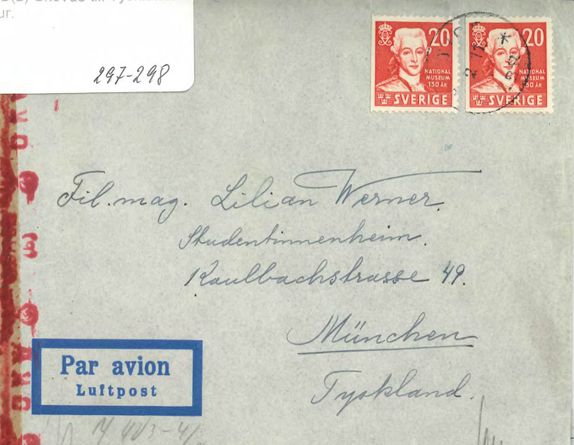 ur.
297-298
20
NATIONAL
MUSEUM
150 ÅR
SVERIGE
20
NATIONAL
MUSEUM
150 ÅR
SVERIGE
Fil. mag. Lilian Werner.
Studentinnenheim.
Kaulbachstrasse 49.
München
Tyskland.
Par avion
Luftpost